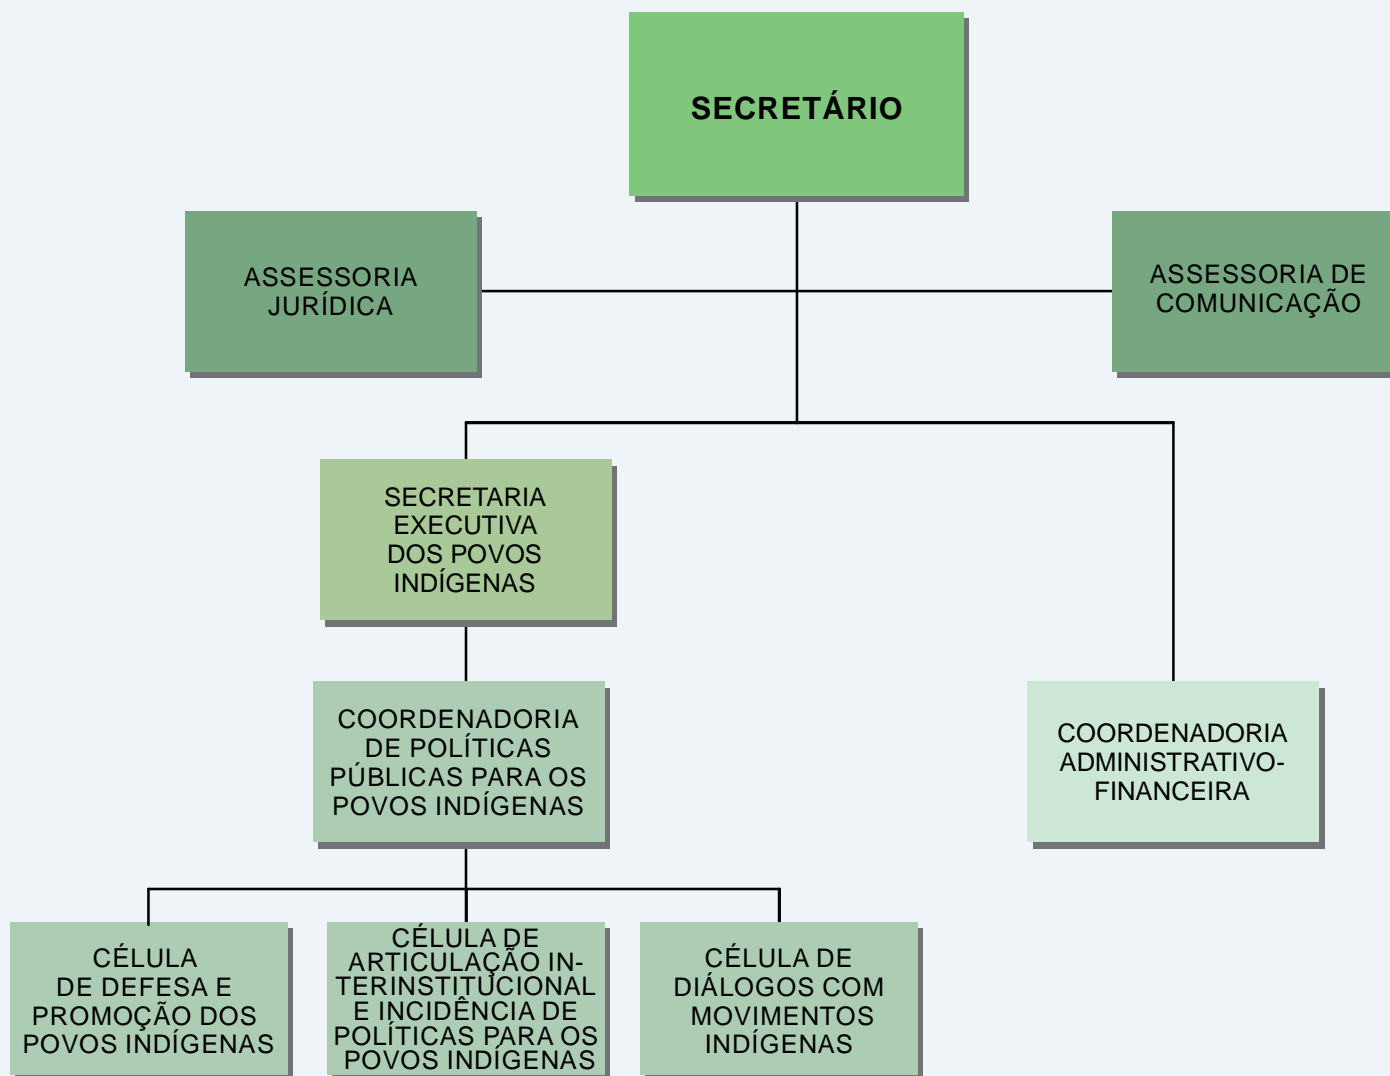 SECRETÁRIO
ASSESSORIA
JURÍDICA
ASSESSORIA DE
COMUNICAÇÃO
SECRETARIA
EXECUTIVA
DOS POVOS
INDÍGENAS
COORDENADORIA
DE POLÍTICAS
PÚBLICAS PARA OS
POVOS INDÍGENAS
COORDENADORIA
ADMINISTRATIVO-
FINANCEIRA
CÉLULA
DE DEFESA E
PROMOÇÃO DOS
POVOS INDÍGENAS
CÉLULA DE
ARTICULAÇÃO IN-
TERINSTITUCIONAL
E INCIDÊNCIA DE
POLÍTICAS PARA OS
POVOS INDÍGENAS
CÉLULA DE
DIÁLOGOS COM
MOVIMENTOS
INDÍGENAS